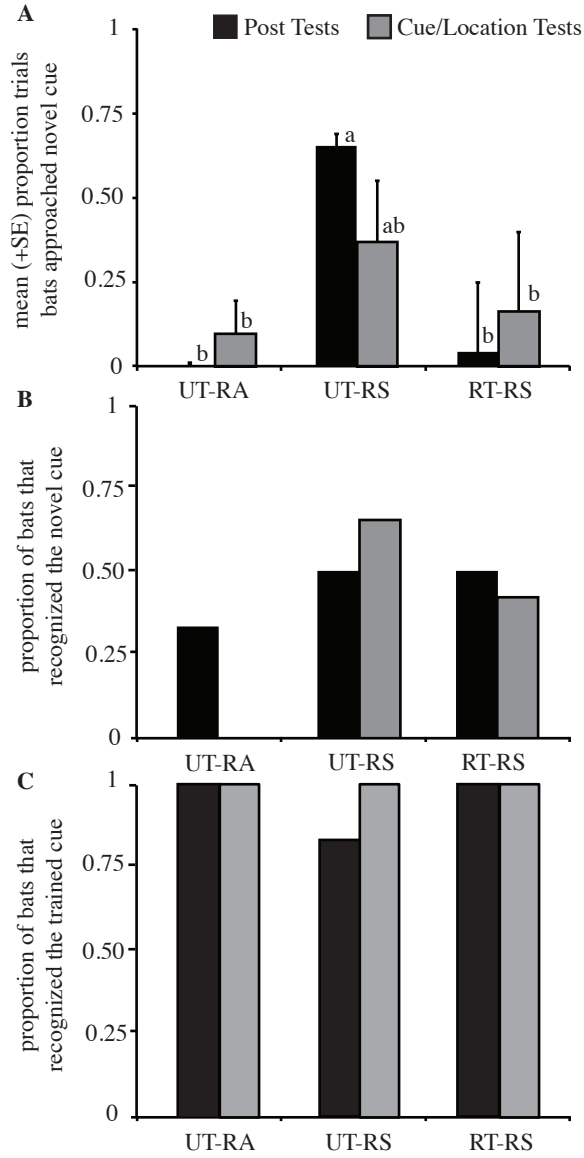 A
Post Tests Cue/Location Tests
mean (+SE) proportion trials
bats approached novel cue
1
0.75
0.50
0.25
0
b b
a ab
b b
UT-RA UT-RS RT-RS
B
proportion of bats that
recognized the novel cue
1
0.75
0.50
0.25
0
UT-RA UT-RS RT-RS
C
proportion of bats that
recognized the trained cue
1
0.75
0.50
0.25
0
UT-RA UT-RS RT-RS